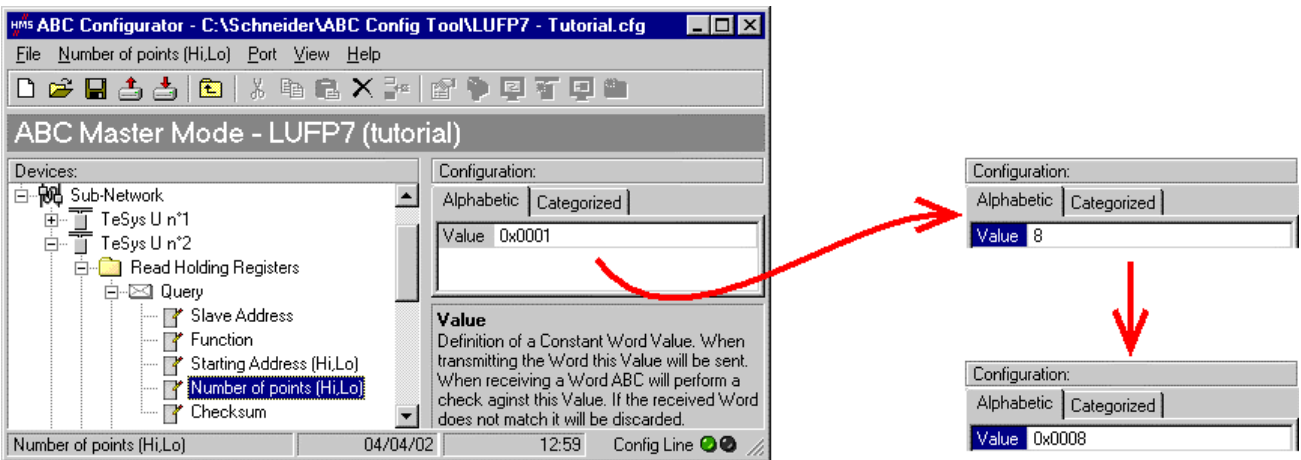 HMS ABC Configurator - C:\Schneider\ABC Config Tool\LUFP7 - Tutorial.cfg
File Number of points (Hi,Lo) Port View Help
ABC Master Mode - LUFP7 (tutorial)
Devices:
Sub-Network
TeSys U n°1
TeSys U n°2
Read Holding Registers
Query
Slave Address
Function
Starting Address (Hi,Lo)
Number of points (Hi,Lo)
Checksum
Configuration:
Alphabetic Categorized
Value 0x0001
Value
Definition of a Constant Word Value. When
transmitting the Word this Value will be sent.
When receiving a Word ABC will perform a
check aginst this Value. If the received Word
does not match it will be discarded.
Number of points (Hi,Lo) 04/04/02 12:59 Config Line
Configuration:
Alphabetic Categorized
Value 8
Configuration:
Alphabetic Categorized
Value 0x0008